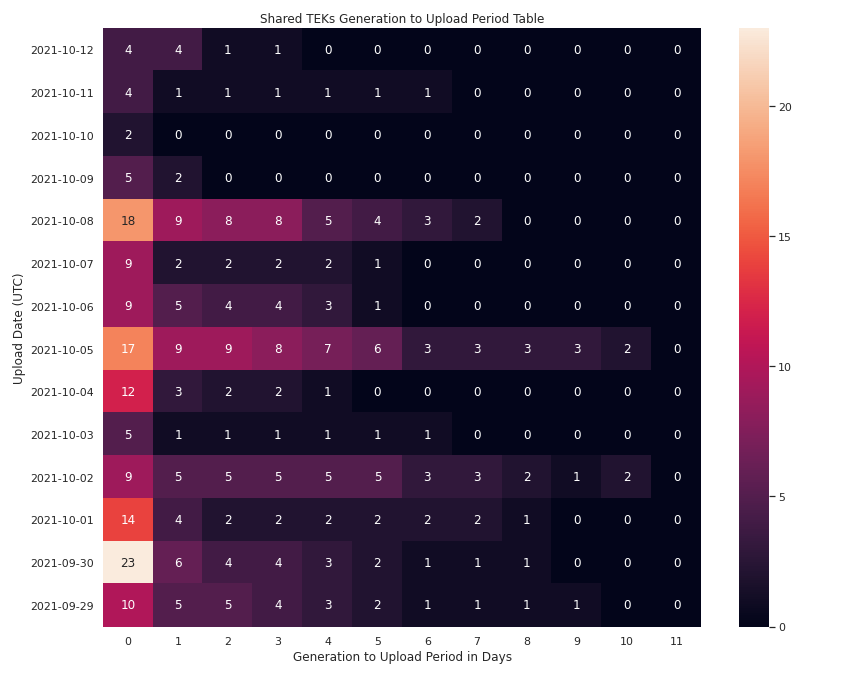 Shared TEKs Generation to Upload Period Table
2021-10-12 4 4 1 1 0 0 0 0 0 0 0 0
2021-10-11 4 1 1 1 1 1 1 0 0 0 0 0
2021-10-10 2 0 0 0 0 0 0 0 0 0 0 0
2021-10-09 5 2 0 0 0 0 0 0 0 0 0 0
2021-10-08 18 9 8 8 5 4 3 2 0 0 0 0
2021-10-07 9 2 2 2 2 1 0 0 0 0 0 0
2021-10-06 9 5 4 4 3 1 0 0 0 0 0 0
2021-10-05 17 9 9 8 7 6 3 3 3 3 2 0
2021-10-04 12 3 2 2 1 0 0 0 0 0 0 0
2021-10-03 5 1 1 1 1 1 1 0 0 0 0 0
2021-10-02 9 5 5 5 5 5 3 3 2 1 2 0
2021-10-01 14 4 2 2 2 2 2 2 1 0 0 0
2021-09-30 23 6 4 4 3 2 1 1 1 0 0 0
2021-09-29 10 5 5 4 3 2 1 1 1 1 0 0
0 1 2 3 4 5 6 7 8 9 10 11
Generation to Upload Period in Days
Upload Date (UTC)
20
15
10
5
0